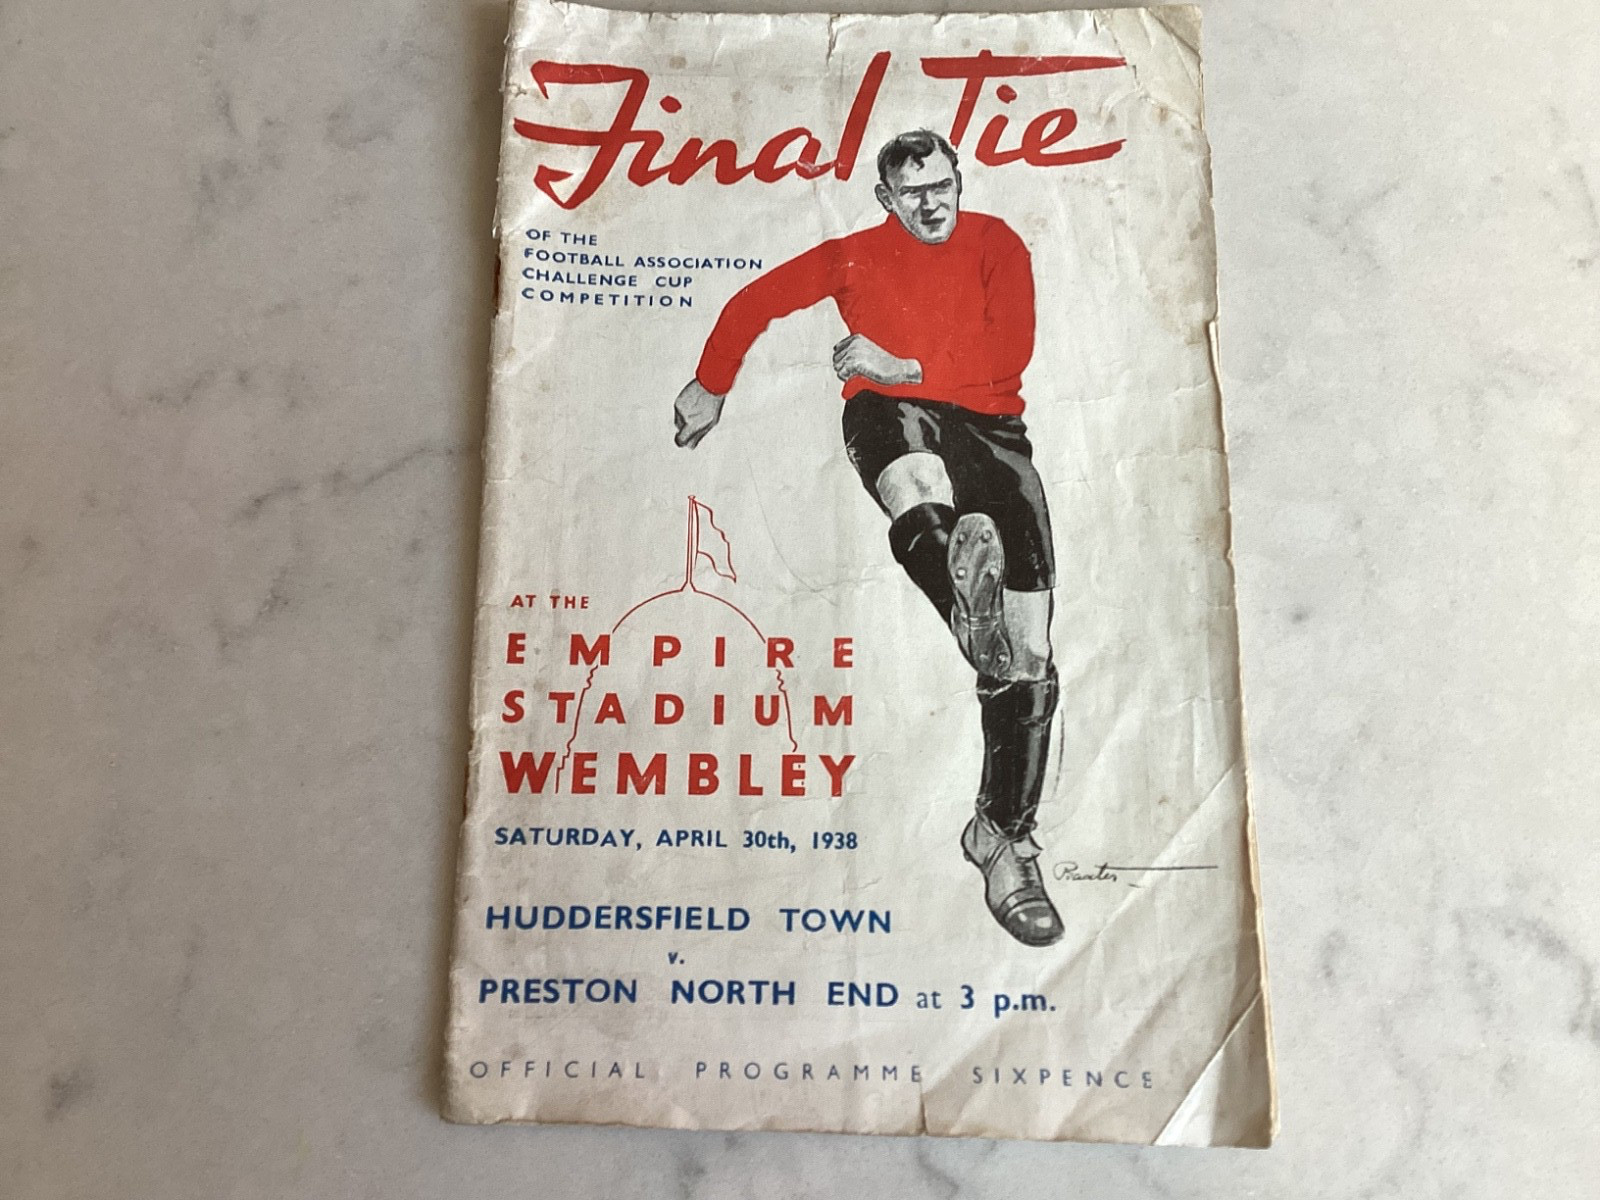 Final Tie
OF THE
FOOTBALL ASSOCIATION
CHALLENGE CUP
COMPETITION
AT THE
EMPIRE
STADIUM
WEMBLEY
SATURDAY, APRIL 30th, 1938
HUDDERSFIELD TOWN
v.
PRESTON NORTH END at 3 p.m.
OFFICIAL PROGRAMME SIXPENCE